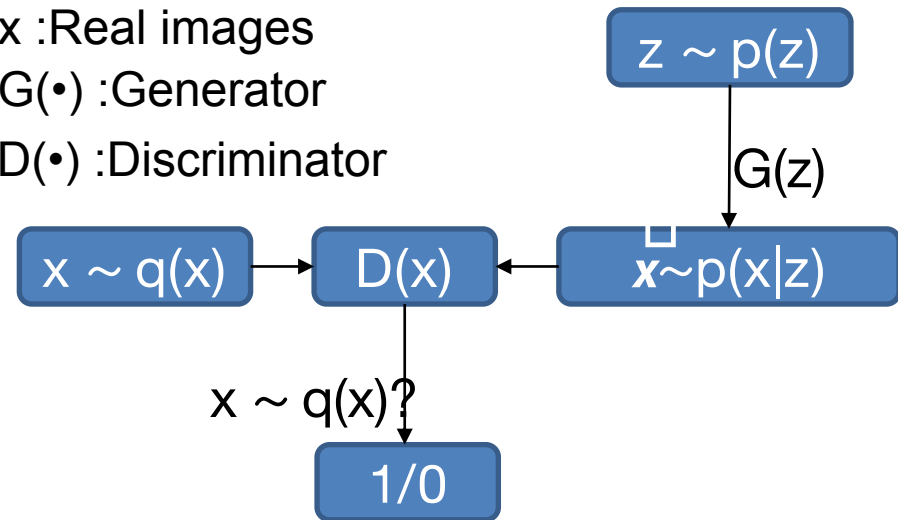 x :Real images
z ~ p(z)
G(•) :Generator
D(•) :Discriminator
G(z)
x ~ q(x)
D(x)
x~p(x|z)
x ~ q(x)?
1/0